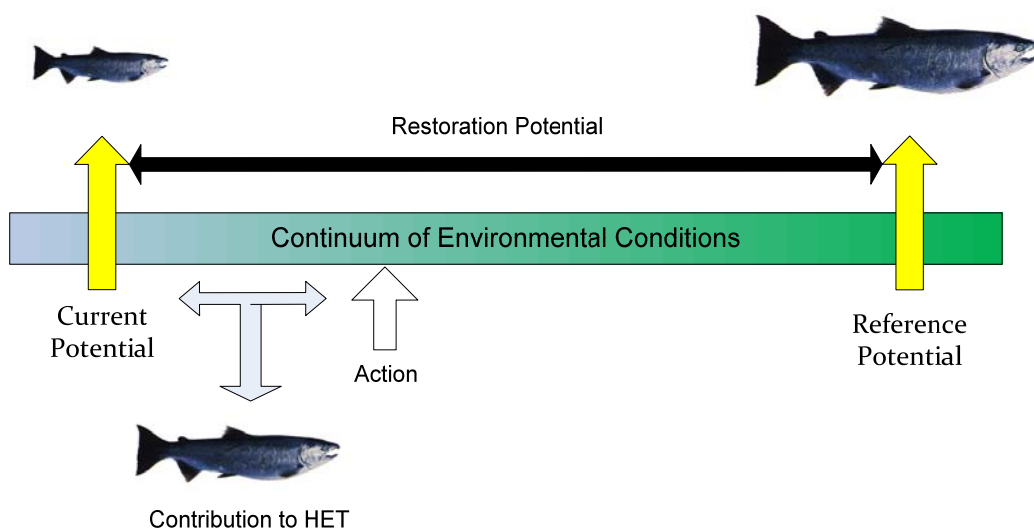 Restoration Potential
Continuum of Environmental Conditions
Current
Potential
Action
Reference
Potential
Contribution to HET